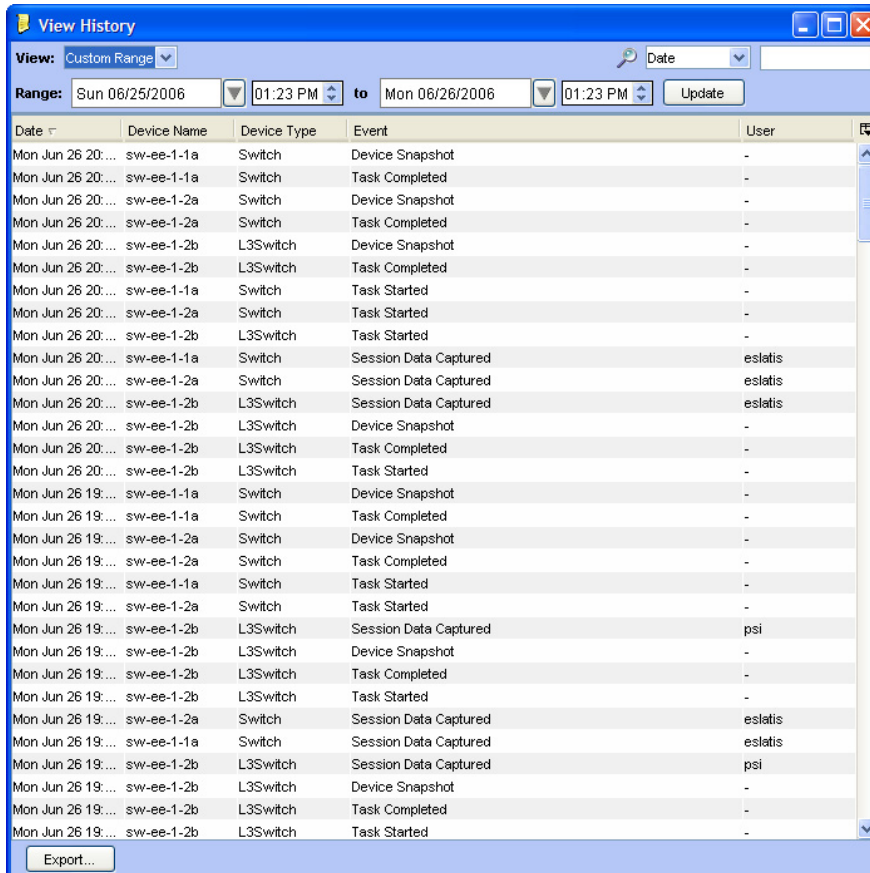 View History
View: Custom Range Date
Range: Sun 06/25/2006 01:23 PM to Mon 06/26/2006 01:23 PM Update
Date Device Name Device Type Event User
Mon Jun 26 20:... sw-ee-1-1a Switch Device Snapshot -
Mon Jun 26 20:... sw-ee-1-1a Switch Task Completed -
Mon Jun 26 20:... sw-ee-1-2a Switch Device Snapshot -
Mon Jun 26 20:... sw-ee-1-2a Switch Task Completed -
Mon Jun 26 20:... sw-ee-1-2b L3Switch Device Snapshot -
Mon Jun 26 20:... sw-ee-1-2b L3Switch Task Completed -
Mon Jun 26 20:... sw-ee-1-1a Switch Task Started -
Mon Jun 26 20:... sw-ee-1-2a Switch Task Started -
Mon Jun 26 20:... sw-ee-1-2b L3Switch Task Started -
Mon Jun 26 20:... sw-ee-1-1a Switch Session Data Captured eslatis
Mon Jun 26 20:... sw-ee-1-2a Switch Session Data Captured eslatis
Mon Jun 26 20:... sw-ee-1-2b L3Switch Session Data Captured eslatis
Mon Jun 26 20:... sw-ee-1-2b L3Switch Device Snapshot -
Mon Jun 26 20:... sw-ee-1-2b L3Switch Task Completed -
Mon Jun 26 20:... sw-ee-1-2b L3Switch Task Started -
Mon Jun 26 19:... sw-ee-1-1a Switch Device Snapshot -
Mon Jun 26 19:... sw-ee-1-1a Switch Task Completed -
Mon Jun 26 19:... sw-ee-1-2a Switch Device Snapshot -
Mon Jun 26 19:... sw-ee-1-2a Switch Task Completed -
Mon Jun 26 19:... sw-ee-1-1a Switch Task Started -
Mon Jun 26 19:... sw-ee-1-2a Switch Task Started -
Mon Jun 26 19:... sw-ee-1-2b L3Switch Session Data Captured psi
Mon Jun 26 19:... sw-ee-1-2b L3Switch Device Snapshot -
Mon Jun 26 19:... sw-ee-1-2b L3Switch Task Completed -
Mon Jun 26 19:... sw-ee-1-2b L3Switch Task Started -
Mon Jun 26 19:... sw-ee-1-2a Switch Session Data Captured eslatis
Mon Jun 26 19:... sw-ee-1-1a Switch Session Data Captured eslatis
Mon Jun 26 19:... sw-ee-1-2b L3Switch Session Data Captured psi
Mon Jun 26 19:... sw-ee-1-2b L3Switch Device Snapshot -
Mon Jun 26 19:... sw-ee-1-2b L3Switch Task Completed -
Mon Jun 26 19:... sw-ee-1-2b L3Switch Task Started -
Export...